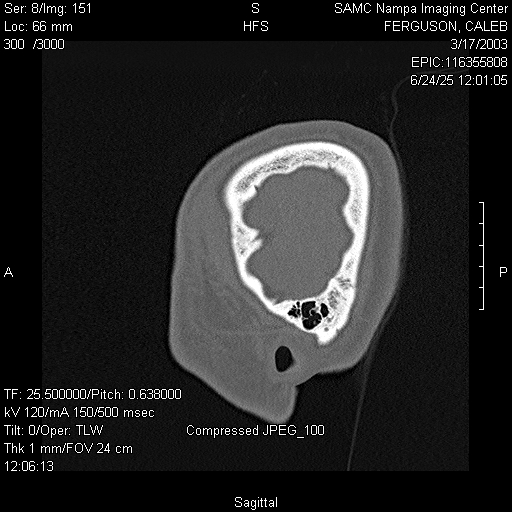 Ser: 8/Img: 151
Loc: 66 mm
300 /3000
S
HFS
SAMC Nampa Imaging Center
FERGUSON, CALEB
3/17/2003
EPIC:116355808
6/24/25 12:01:05
A
P
TF: 25.500000/Pitch: 0.638000
kV 120/mA 150/500 msec
Tilt: 0/Oper: TLW
Thk 1 mm/FOV 24 cm
12:06:13
Compressed JPEG_100
Sagittal